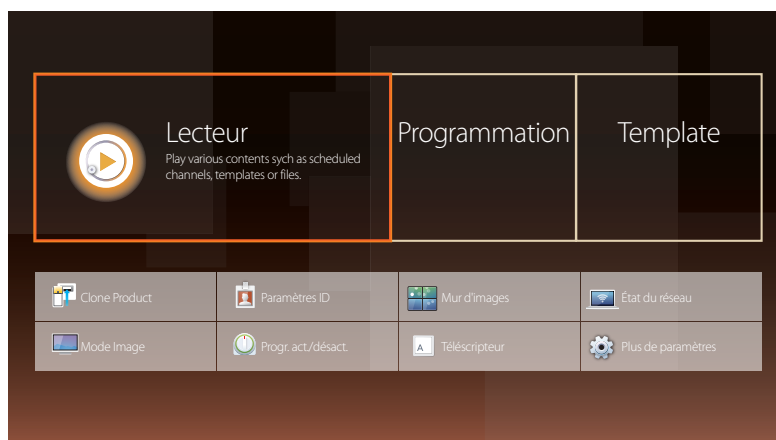 Lecteur
Play various contents sych as scheduled
channels, templates or files.
Programmation
Template
Clone Product
Paramètres ID
Mur d'images
État du réseau
Mode Image
Progr. act./désact.
A
Téléscripteur
Plus de paramètres